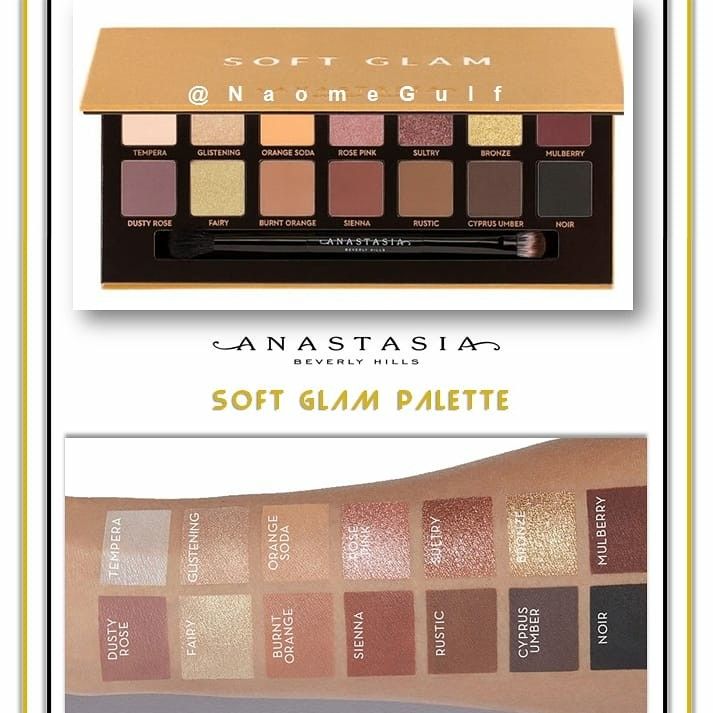 SOFT GLAM
@NaomeGulf
TEMPERA GLISTENING ORANGE SODA ROSE PINK SULTRY BRONZE MULBERRY
DUSTY ROSE FAIRY BURNT ORANGE SIENNA RUSTIC CYPRUS UMBER NOIR
ANASTASIA
BEVERLY HILLS
ANASTASIA
BEVERLY HILLS
SOFT GLAM PALETTE
TEMPERA
GLISTENING
ORANGE
SODA
ROSE
PINK
SULTRY
BRONZE
MULBERRY
DUSTY
ROSE
FAIRY
BURNT
ORANGE
SIENNA
RUSTIC
CYPRUS
UMBER
NOIR